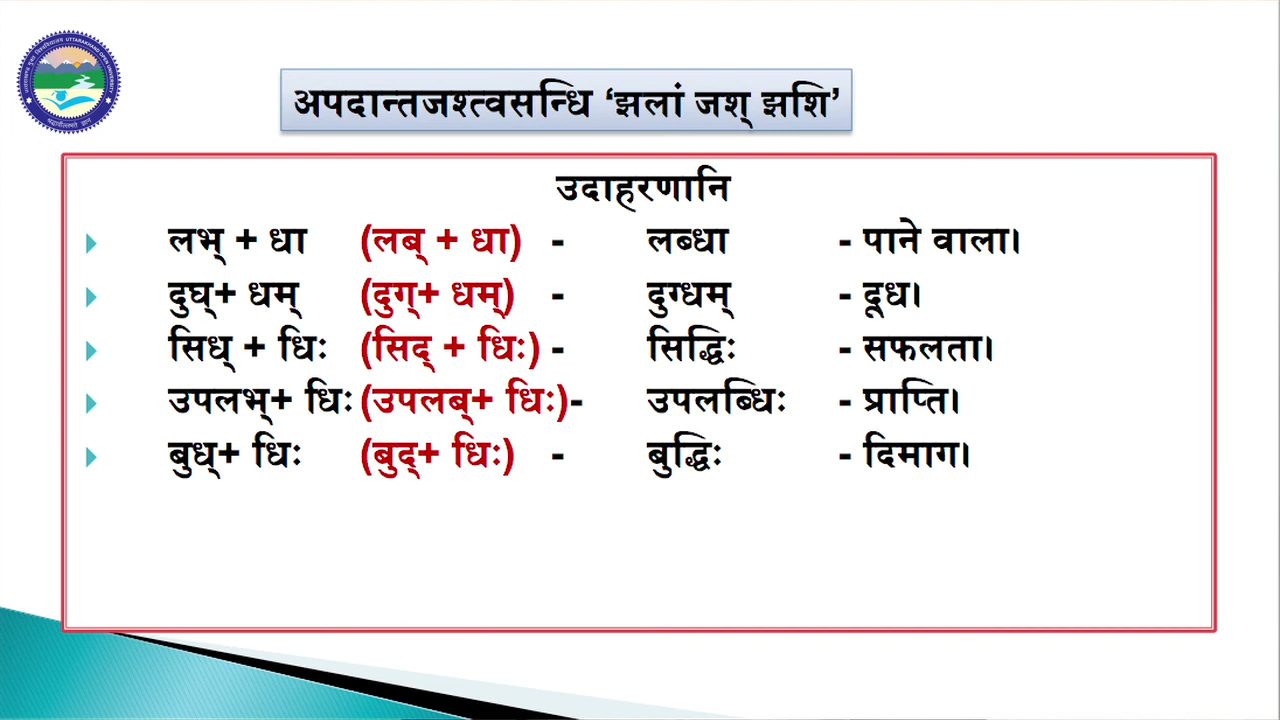 अपदान्तजश्त्वसन्धि ‘झलां जश् झशि’
उदाहरणानि
लभ् + धा (लब् + धा) - लब्धा - पाने वाला।
दुघ्+ धम् (दुग्+ धम्) - दुग्धम् - दूध।
सिध् + धिः (सिद् + धिः) - सिद्धिः - सफलता।
उपलभ्+ धिः (उपलब्+ धिः)- उपलब्धिः - प्राप्ति।
बुध्+ धिः (बुद्+ धिः) - बुद्धिः - दिमाग।